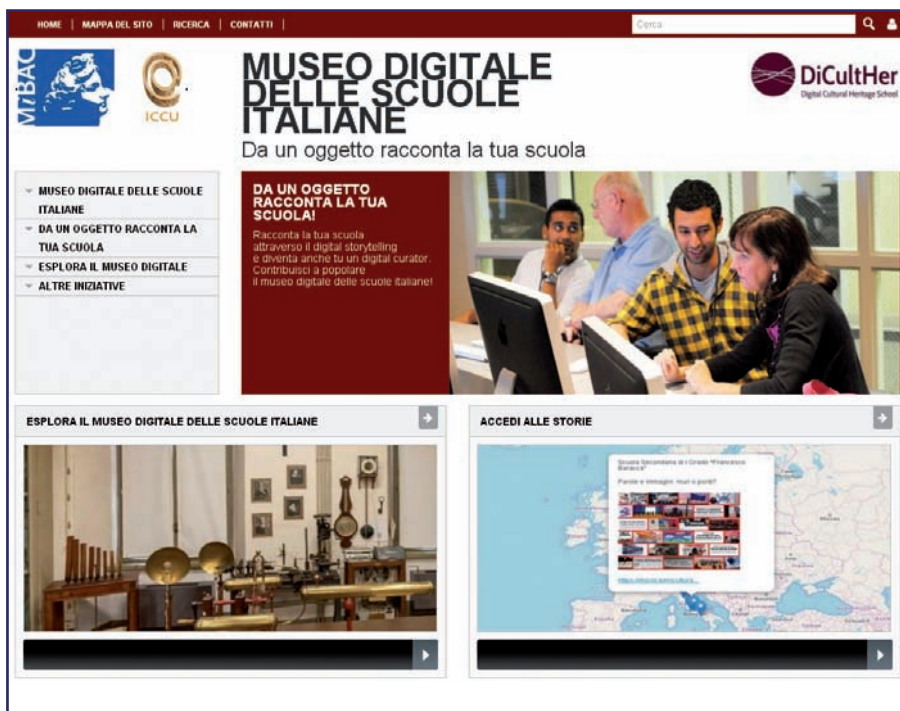 HOME | MAPPA DEL SITO | RICERCA | CONTATTI |
Cerca
MiBAC
ICCU
MUSEO DIGITALE
DELLE SCUOLE
ITALIANE
Da un oggetto racconta la tua scuola
DiCultHer
Digital Cultural Heritage School
MUSEO DIGITALE DELLE SCUOLE
ITALIANE
DA UN OGGETTO RACCONTA LA
TUA SCUOLA
ESPLORA IL MUSEO DIGITALE
ALTRE INIZIATIVE
DA UN OGGETTO
RACCONTA LA TUA
SCUOLA!
Racconta la tua scuola
attraverso il digital storytelling
e diventa anche tu un digital curator.
Contribuisci a popolare
il museo digitale delle scuole italiane!
ESPLORA IL MUSEO DIGITALE DELLE SCUOLE ITALIANE
ACCEDI ALLE STORIE
Scuola Secondaria di I Grado "Francesco
Baracca"
Parole e immagini: muri o ponti?